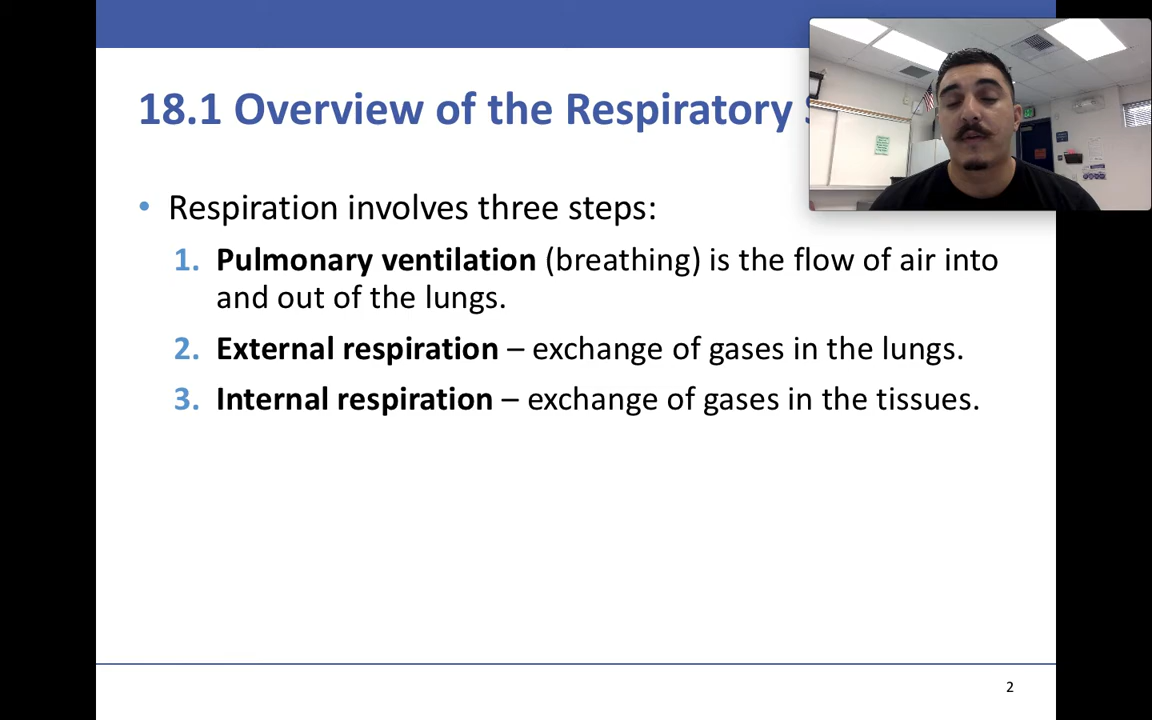 18.1 Overview of the Respiratory
• Respiration involves three steps:
1. Pulmonary ventilation (breathing) is the flow of air into
and out of the lungs.
2. External respiration – exchange of gases in the lungs.
3. Internal respiration – exchange of gases in the tissues.
2